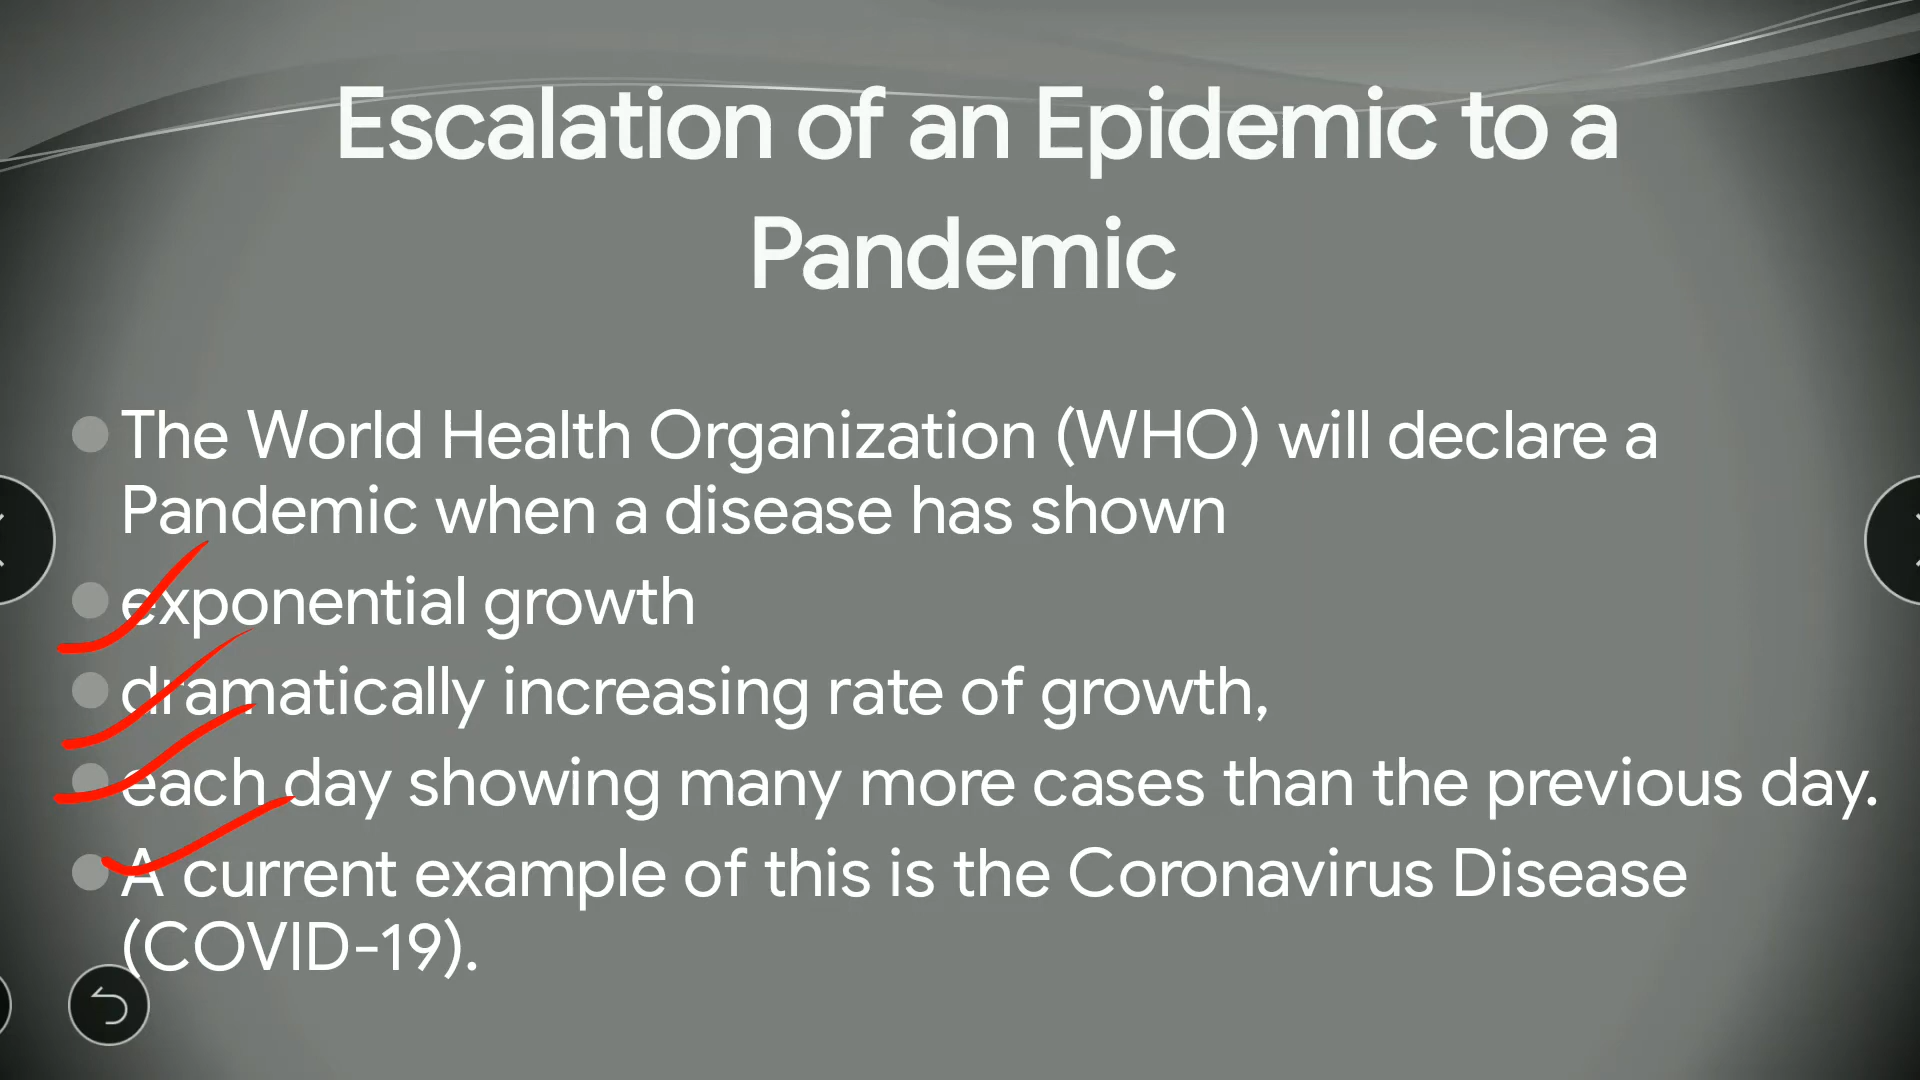 Escalation of an Epidemic to a
Pandemic
The World Health Organization (WHO) will declare a
Pandemic when a disease has shown
exponential growth
dramatically increasing rate of growth,
each day showing many more cases than the previous day.
A current example of this is the Coronavirus Disease
(COVID-19).